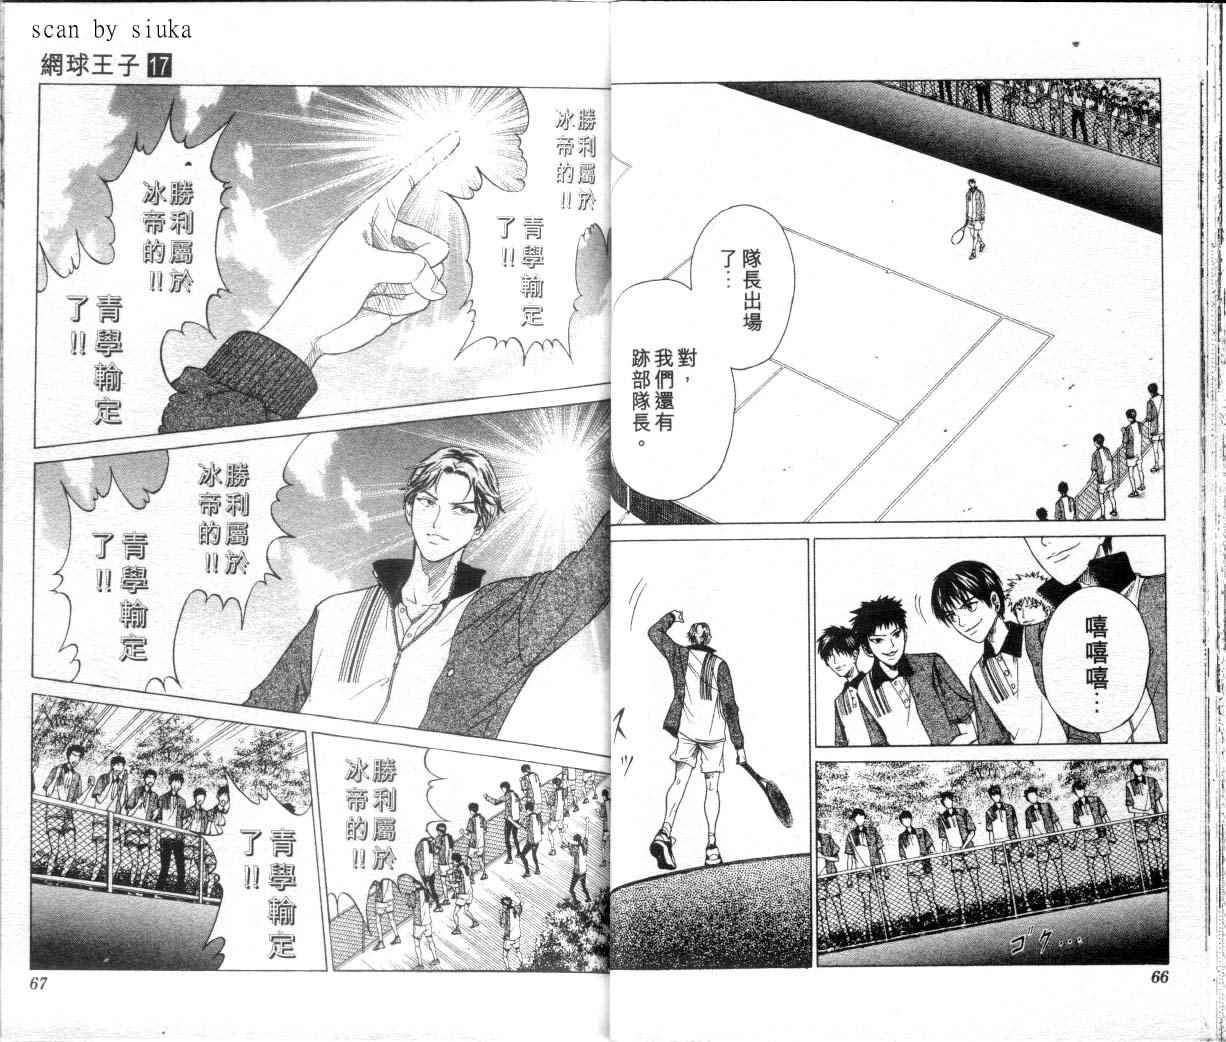 scan by siuka
網球王子 17
隊長出場
了…
對，
我們還有
跡部隊長。
嘻嘻嘻…
ス
ッ
ゴク…
66
勝利屬於
冰帝的!!
青學輸定
了!!
勝利屬於
冰帝的!!
青學輸定
了!!
勝利屬於
冰帝的!!
青學輸定
了!!
勝利屬於
冰帝的!!
青學輸定
了!!
67